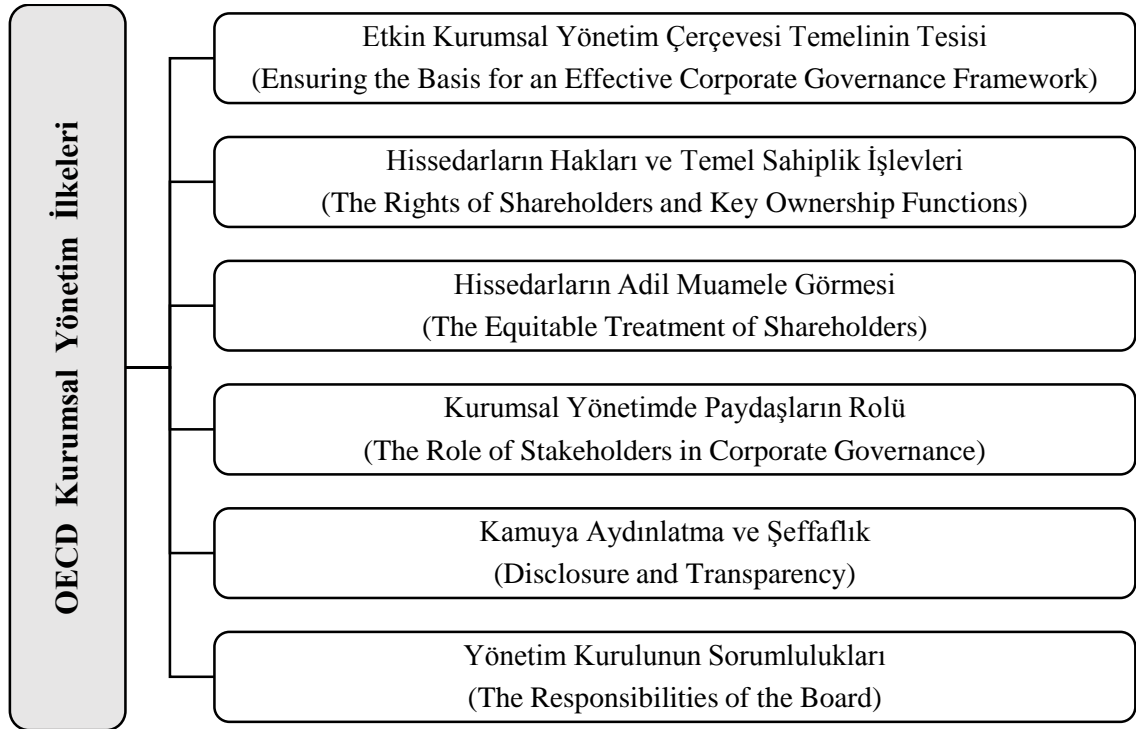 OECD Kurumsal Yönetim İlkeleri
Etkin Kurumsal Yönetim Çerçevesi Temelinin Tesisi
(Ensuring the Basis for an Effective Corporate Governance Framework)
Hissedarların Hakları ve Temel Sahiplik İşlevleri
(The Rights of Shareholders and Key Ownership Functions)
Hissedarların Adil Muamele Görmesi
(The Equitable Treatment of Shareholders)
Kurumsal Yönetimde Paydaşların Rolü
(The Role of Stakeholders in Corporate Governance)
Kamuya Aydınlatma ve Şeffaflık
(Disclosure and Transparency)
Yönetim Kurulunun Sorumlulukları
(The Responsibilities of the Board)